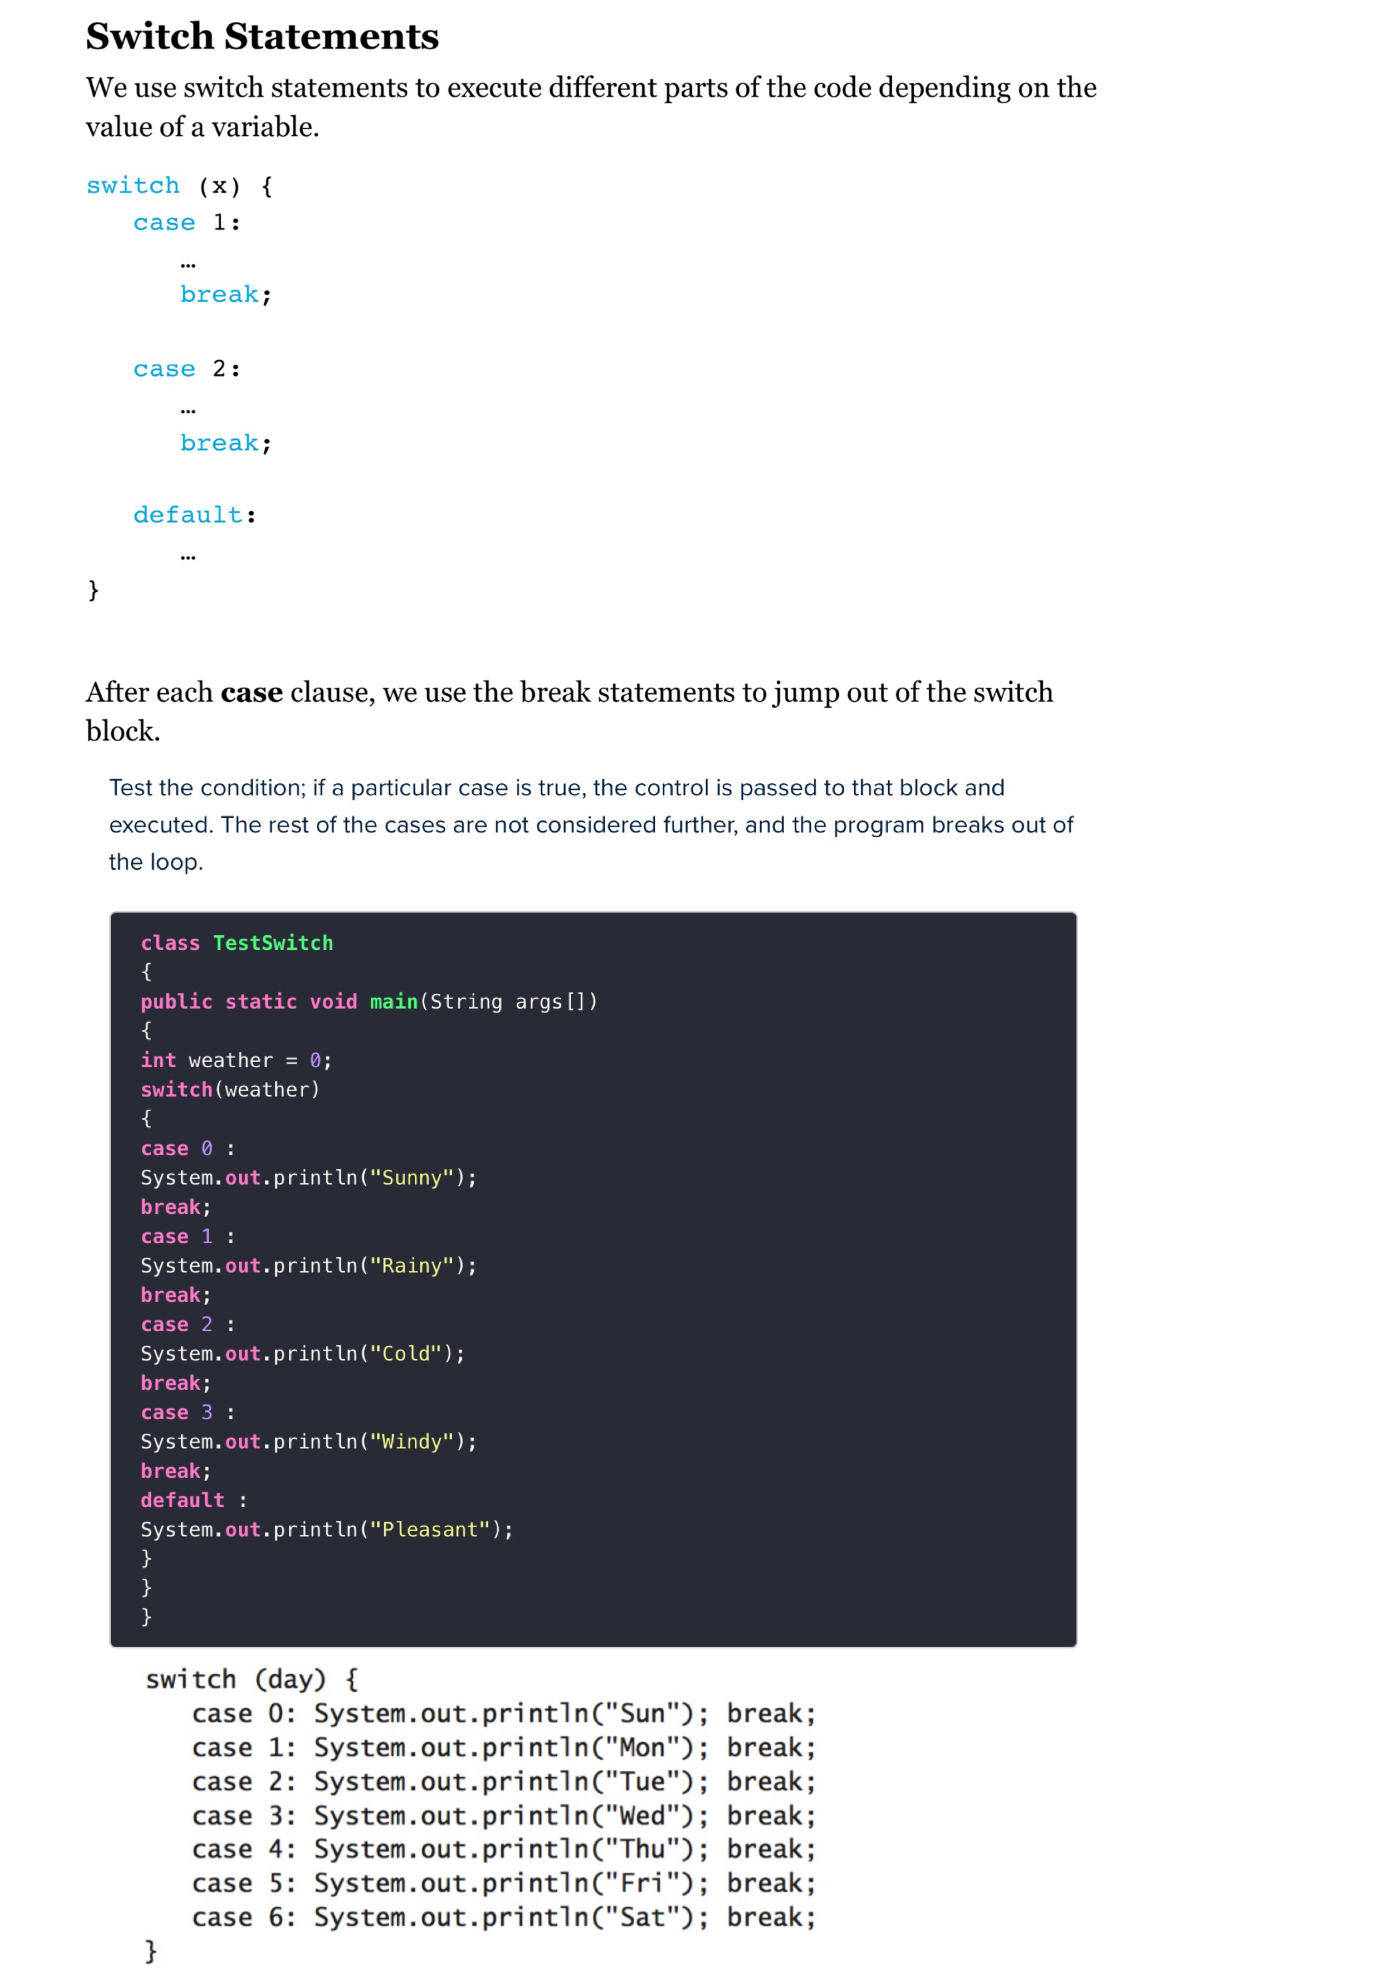 Switch Statements
We use switch statements to execute different parts of the code depending on the
value of a variable.
switch (x) {
case 1:
…
break;
case 2:
…
break;
default:
…
}
After each case clause, we use the break statements to jump out of the switch
block.
Test the condition; if a particular case is true, the control is passed to that block and
executed. The rest of the cases are not considered further, and the program breaks out of
the loop.
class TestSwitch
{
public static void main(String args[])
{
int weather = 0;
switch(weather)
{
case 0 :
System.out.println("Sunny");
break;
case 1 :
System.out.println("Rainy");
break;
case 2 :
System.out.println("Cold");
break;
case 3 :
System.out.println("Windy");
break;
default :
System.out.println("Pleasant");
}
}
}
switch (day) {
case 0: System.out.println("Sun"); break;
case 1: System.out.println("Mon"); break;
case 2: System.out.println("Tue"); break;
case 3: System.out.println("Wed"); break;
case 4: System.out.println("Thu"); break;
case 5: System.out.println("Fri"); break;
case 6: System.out.println("Sat"); break;
}